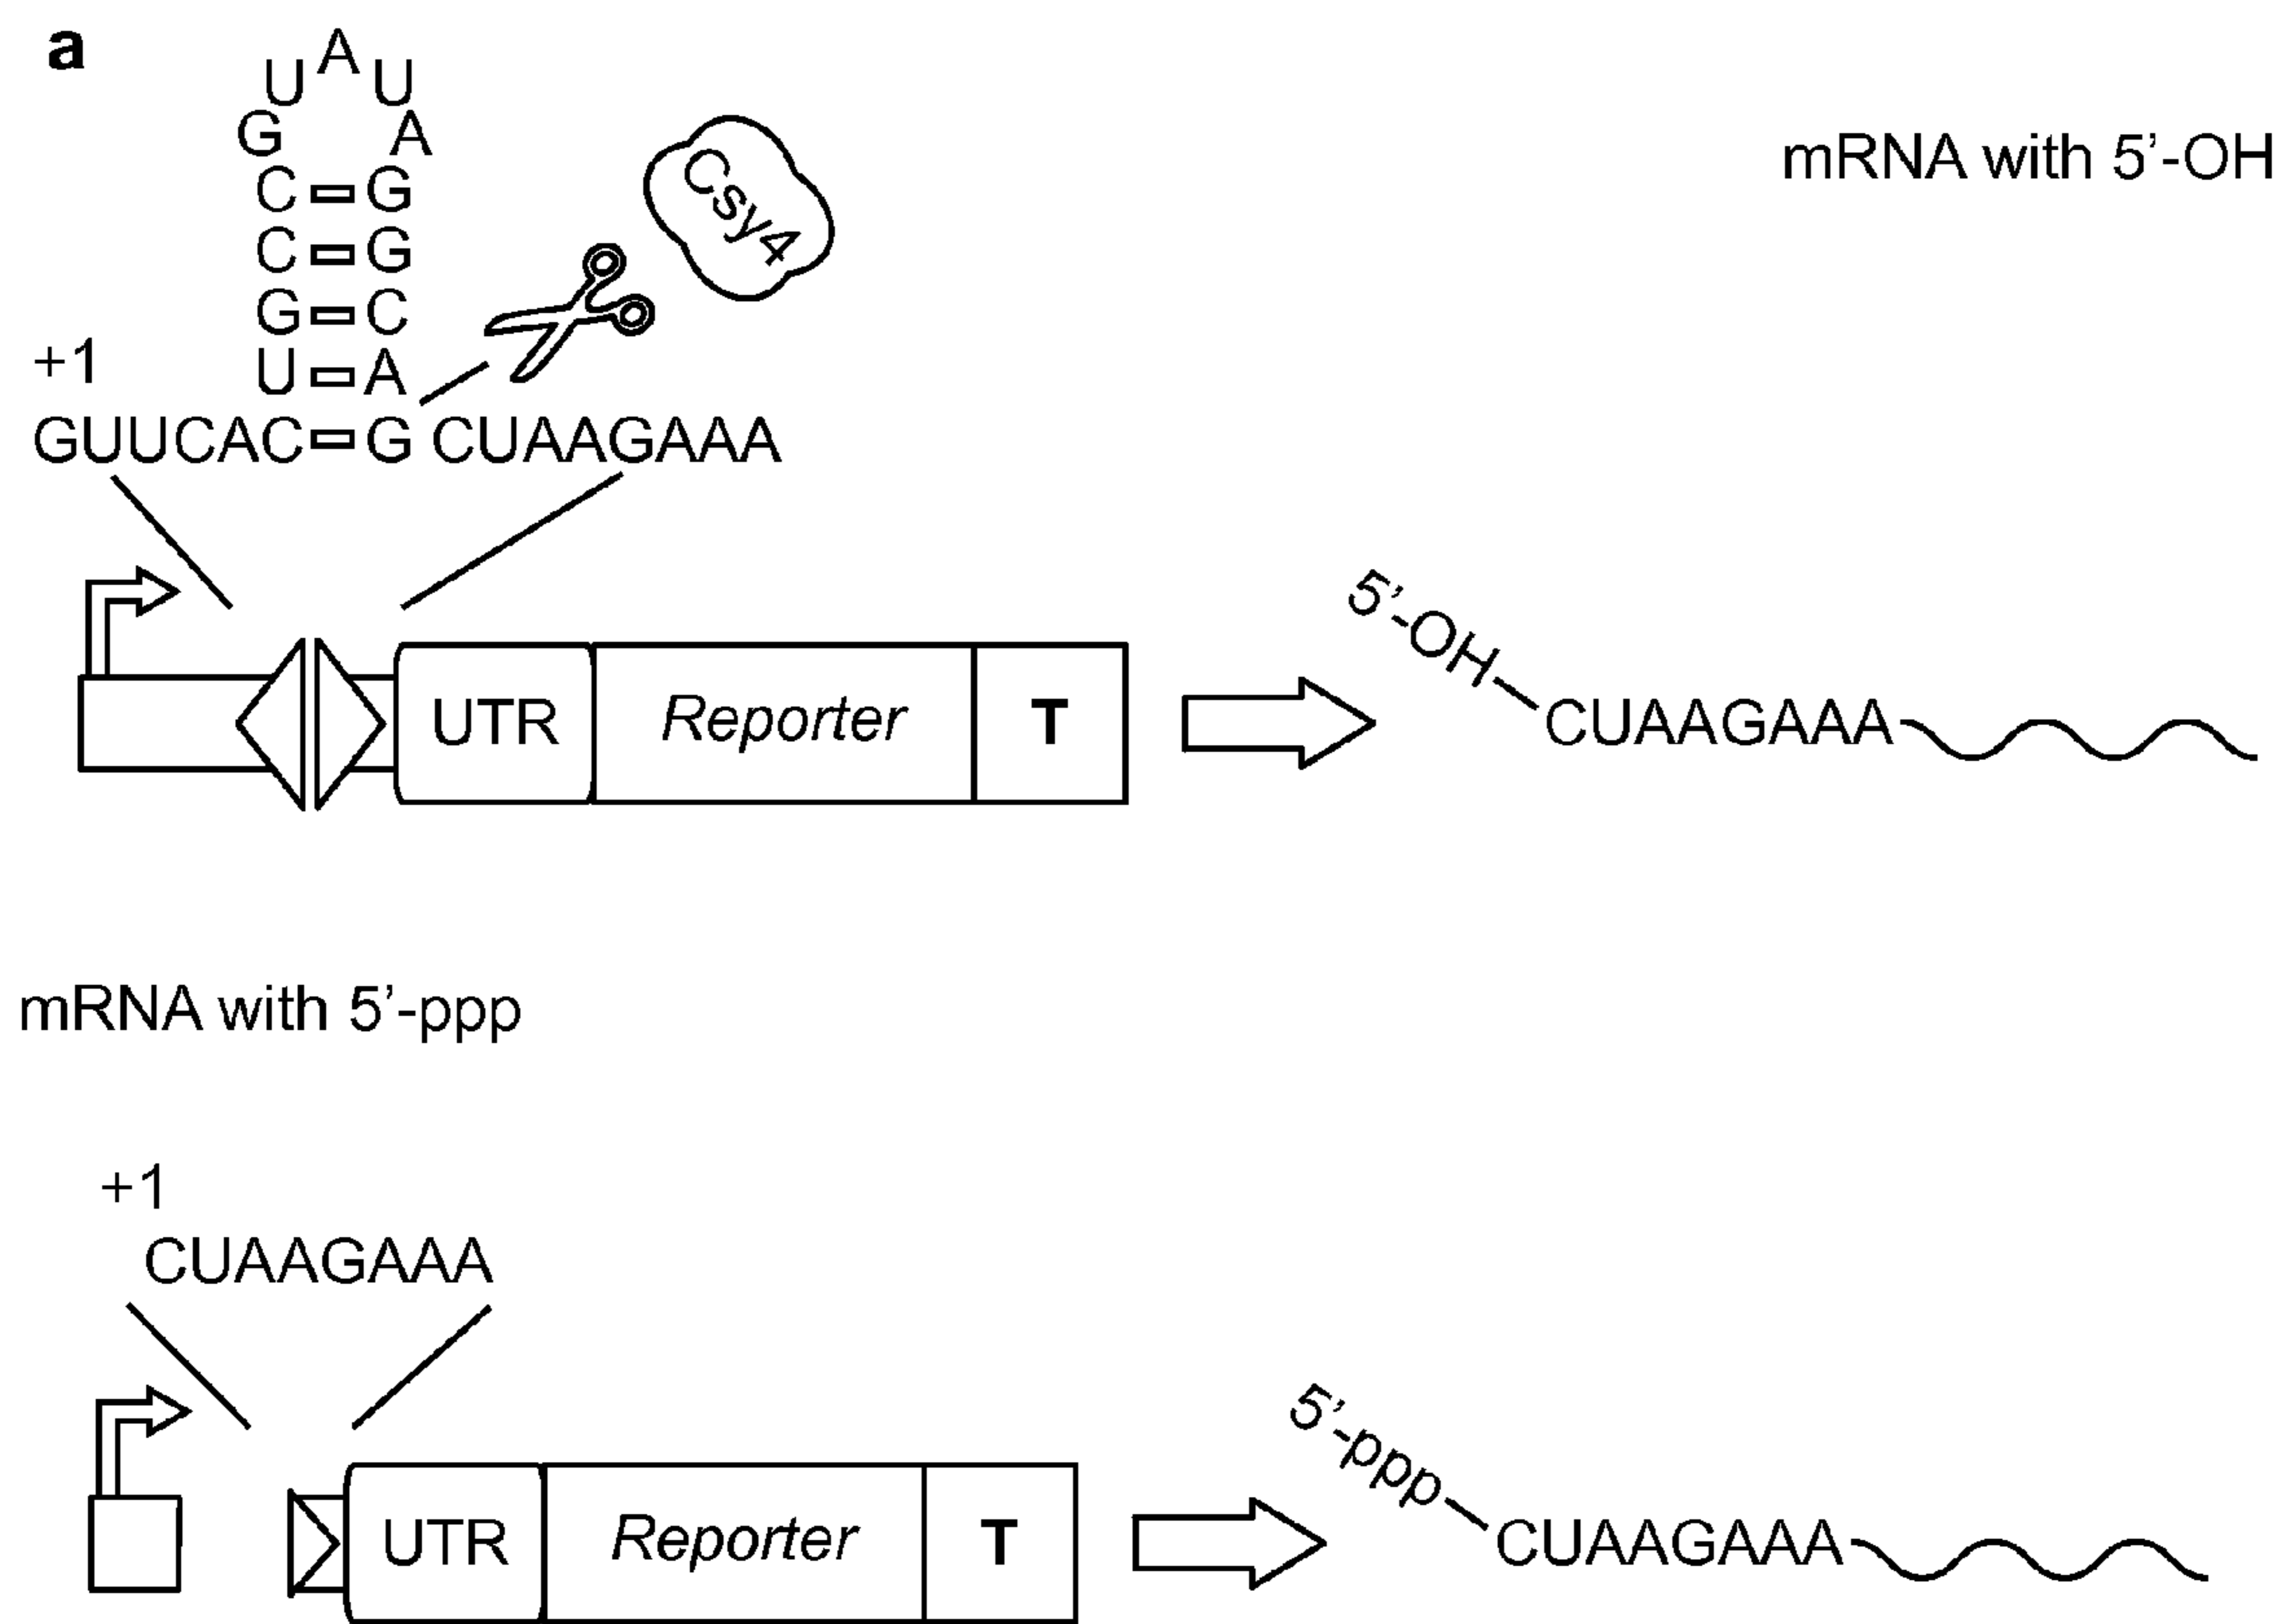 a
U A U
G A
C G
C G
G C
U A
+1
GUUCAC G CUAAGAAA
Csy4
mRNA with 5'-OH
UTR Reporter T
5'-OH
CUAAGAAA
mRNA with 5'-ppp
+1
CUAAGAAA
UTR Reporter T
5'-ppp
CUAAGAAA